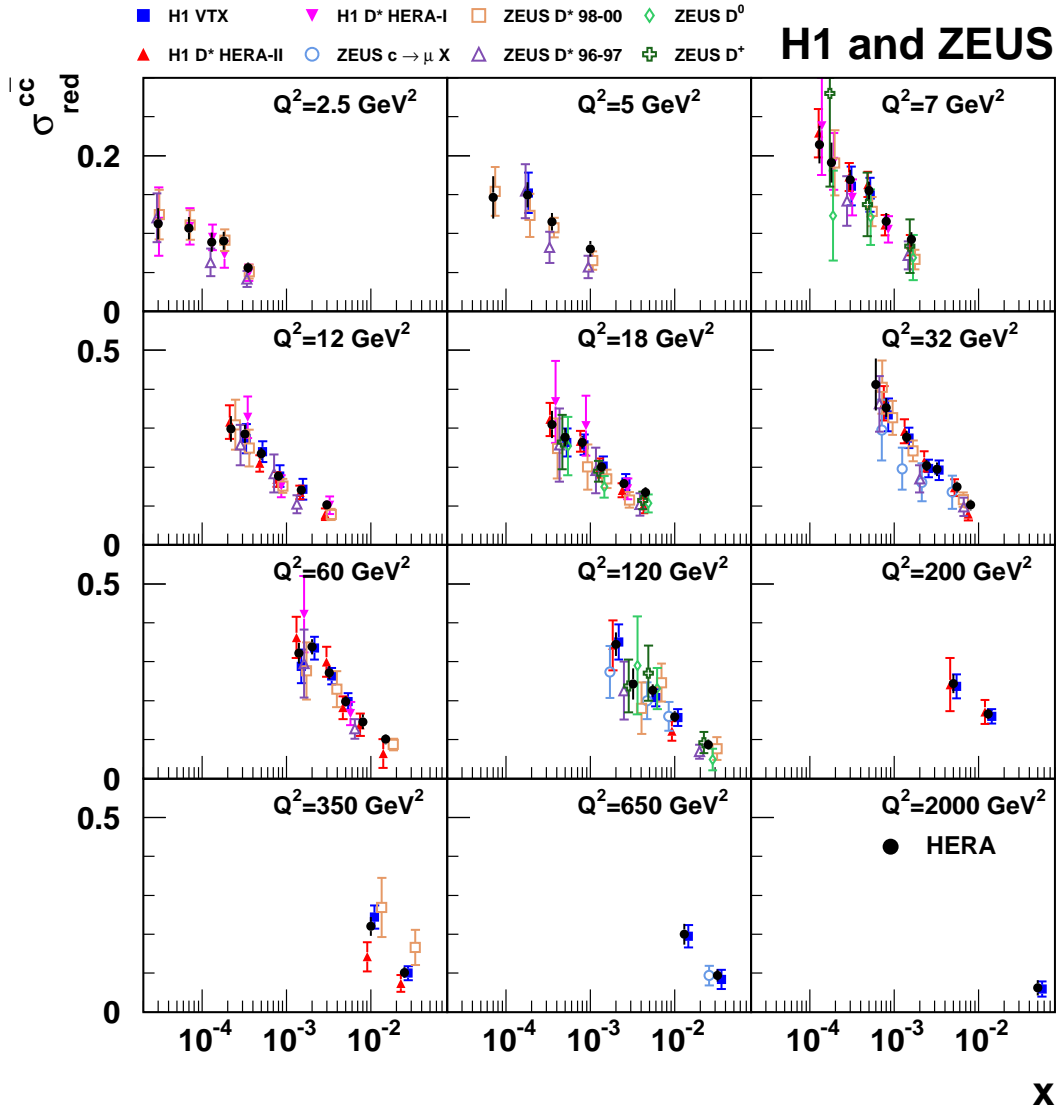 H1 VTX H1 D* HERA-I ZEUS D* 98-00 ZEUS D⁰
H1 D* HERA-II ZEUS c → μ X ZEUS D* 96-97 ZEUS D⁺
H1 and ZEUS
σ_red^{cc̄}
Q²=2.5 GeV² Q²=5 GeV² Q²=7 GeV²
0.2
0
Q²=12 GeV² Q²=18 GeV² Q²=32 GeV²
0.5
0
Q²=60 GeV² Q²=120 GeV² Q²=200 GeV²
0.5
0
Q²=350 GeV² Q²=650 GeV² Q²=2000 GeV²
0.5
HERA
0
10⁻⁴ 10⁻³ 10⁻² 10⁻⁴ 10⁻³ 10⁻² 10⁻⁴ 10⁻³ 10⁻²
x